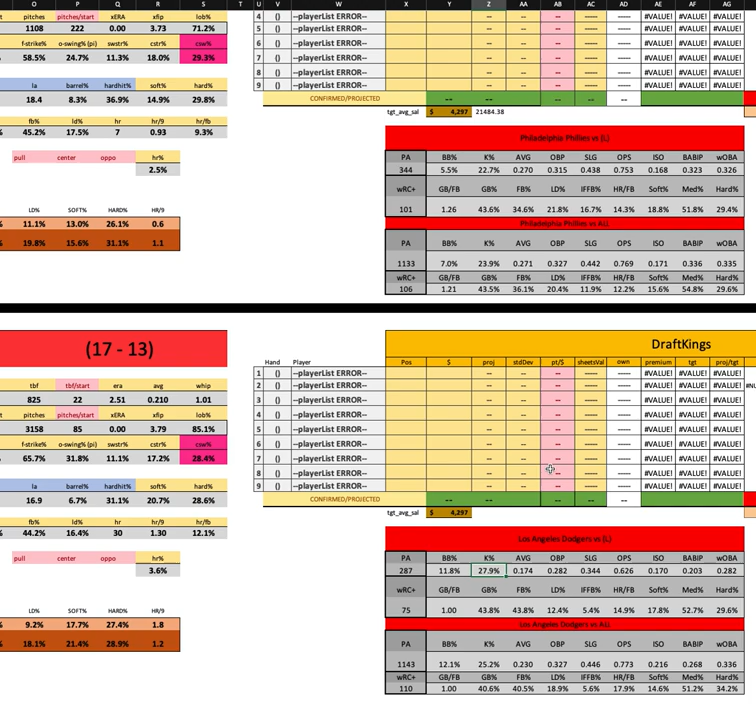 O P Q R S T U V W X Y Z AA AB AC AD AE AF AG
pitches pitches/start xERA xfip lob% 4 () --playerList ERROR-- -- -- -- ----- ----- #VALUE! #VALUE! #VALUE!
1108 222 0.00 3.73 71.2% 5 () --playerList ERROR-- -- -- -- ----- ----- #VALUE! #VALUE! #VALUE!
f-strike% o-swing% (pi) swstr% cstr% csw% 6 () --playerList ERROR-- -- -- -- ----- ----- #VALUE! #VALUE! #VALUE!
58.5% 24.7% 11.3% 18.0% 29.3% 7 () --playerList ERROR-- -- -- -- ----- ----- #VALUE! #VALUE! #VALUE!
8 () --playerList ERROR-- -- -- -- ----- ----- #VALUE! #VALUE! #VALUE!
la barrel% hardhit% soft% hard% 9 () --playerList ERROR-- -- -- -- ----- ----- #VALUE! #VALUE! #VALUE!
18.4 8.3% 36.9% 14.9% 29.8% CONFIRMED/PROJECTED -- -- --
tgt_avg_sal $ 4,297 21484.38
fb% ld% hr hr/9 hr/fb
45.2% 17.5% 7 0.93 9.3% Philadelphia Phillies vs (L)
pull center oppo hr% PA BB% K% AVG OBP SLG OPS ISO BABIP wOBA
2.5% 344 5.5% 22.7% 0.270 0.315 0.438 0.753 0.168 0.323 0.326
wRC+ GB/FB GB% FB% LD% IFFB% HR/FB Soft% Med% Hard%
LD% SOFT% HARD% HR/9 101 1.26 43.6% 34.6% 21.8% 16.7% 14.3% 18.8% 51.8% 29.4%
11.1% 13.0% 26.1% 0.6 Philadelphia Phillies vs ALL
19.8% 15.6% 31.1% 1.1 PA BB% K% AVG OBP SLG OPS ISO BABIP wOBA
1133 7.0% 23.9% 0.271 0.327 0.442 0.769 0.171 0.336 0.335
wRC+ GB/FB GB% FB% LD% IFFB% HR/FB Soft% Med% Hard%
106 1.21 43.5% 36.1% 20.4% 11.9% 12.2% 15.6% 54.8% 29.6%
(17 - 13) DraftKings
Hand Player Pos $ proj stdDev pt/$ sheetsVal own premium tgt proj/tgt
1 () --playerList ERROR-- -- -- -- ----- ----- #VALUE! #VALUE! #VALUE!
tbf tbf/start era avg whip 2 () --playerList ERROR-- -- -- -- ----- ----- #VALUE! #VALUE! #VALUE!
825 22 2.51 0.210 1.01 3 () --playerList ERROR-- -- -- -- ----- ----- #VALUE! #VALUE! #VALUE!
pitches pitches/start xERA xfip lob% 4 () --playerList ERROR-- -- -- -- ----- ----- #VALUE! #VALUE! #VALUE!
3158 85 0.00 3.79 85.1% 5 () --playerList ERROR-- -- -- -- ----- ----- #VALUE! #VALUE! #VALUE!
f-strike% o-swing% (pi) swstr% cstr% csw% 6 () --playerList ERROR-- -- -- -- ----- ----- #VALUE! #VALUE! #VALUE!
65.7% 31.8% 11.1% 17.2% 28.4% 7 () --playerList ERROR-- -- -- -- ----- ----- #VALUE! #VALUE! #VALUE!
8 () --playerList ERROR-- -- -- -- ----- ----- #VALUE! #VALUE! #VALUE!
la barrel% hardhit% soft% hard% 9 () --playerList ERROR-- -- -- -- ----- ----- #VALUE! #VALUE! #VALUE!
16.9 6.7% 31.1% 20.7% 28.6% CONFIRMED/PROJECTED -- -- --
tgt_avg_sal $ 4,297
fb% ld% hr hr/9 hr/fb
44.2% 16.4% 30 1.30 12.1% Los Angeles Dodgers vs (L)
pull center oppo hr% PA BB% K% AVG OBP SLG OPS ISO BABIP wOBA
3.6% 287 11.8% 27.9% 0.174 0.282 0.344 0.626 0.170 0.203 0.282
wRC+ GB/FB GB% FB% LD% IFFB% HR/FB Soft% Med% Hard%
LD% SOFT% HARD% HR/9 75 1.00 43.8% 43.8% 12.4% 5.4% 14.9% 17.8% 52.7% 29.6%
9.2% 17.7% 27.4% 1.8 Los Angeles Dodgers vs ALL
18.1% 21.4% 28.9% 1.2 PA BB% K% AVG OBP SLG OPS ISO BABIP wOBA
1143 12.1% 25.2% 0.230 0.327 0.446 0.773 0.216 0.268 0.336
wRC+ GB/FB GB% FB% LD% IFFB% HR/FB Soft% Med% Hard%
110 1.00 40.6% 40.5% 18.9% 5.6% 17.9% 14.6% 51.2% 34.2%